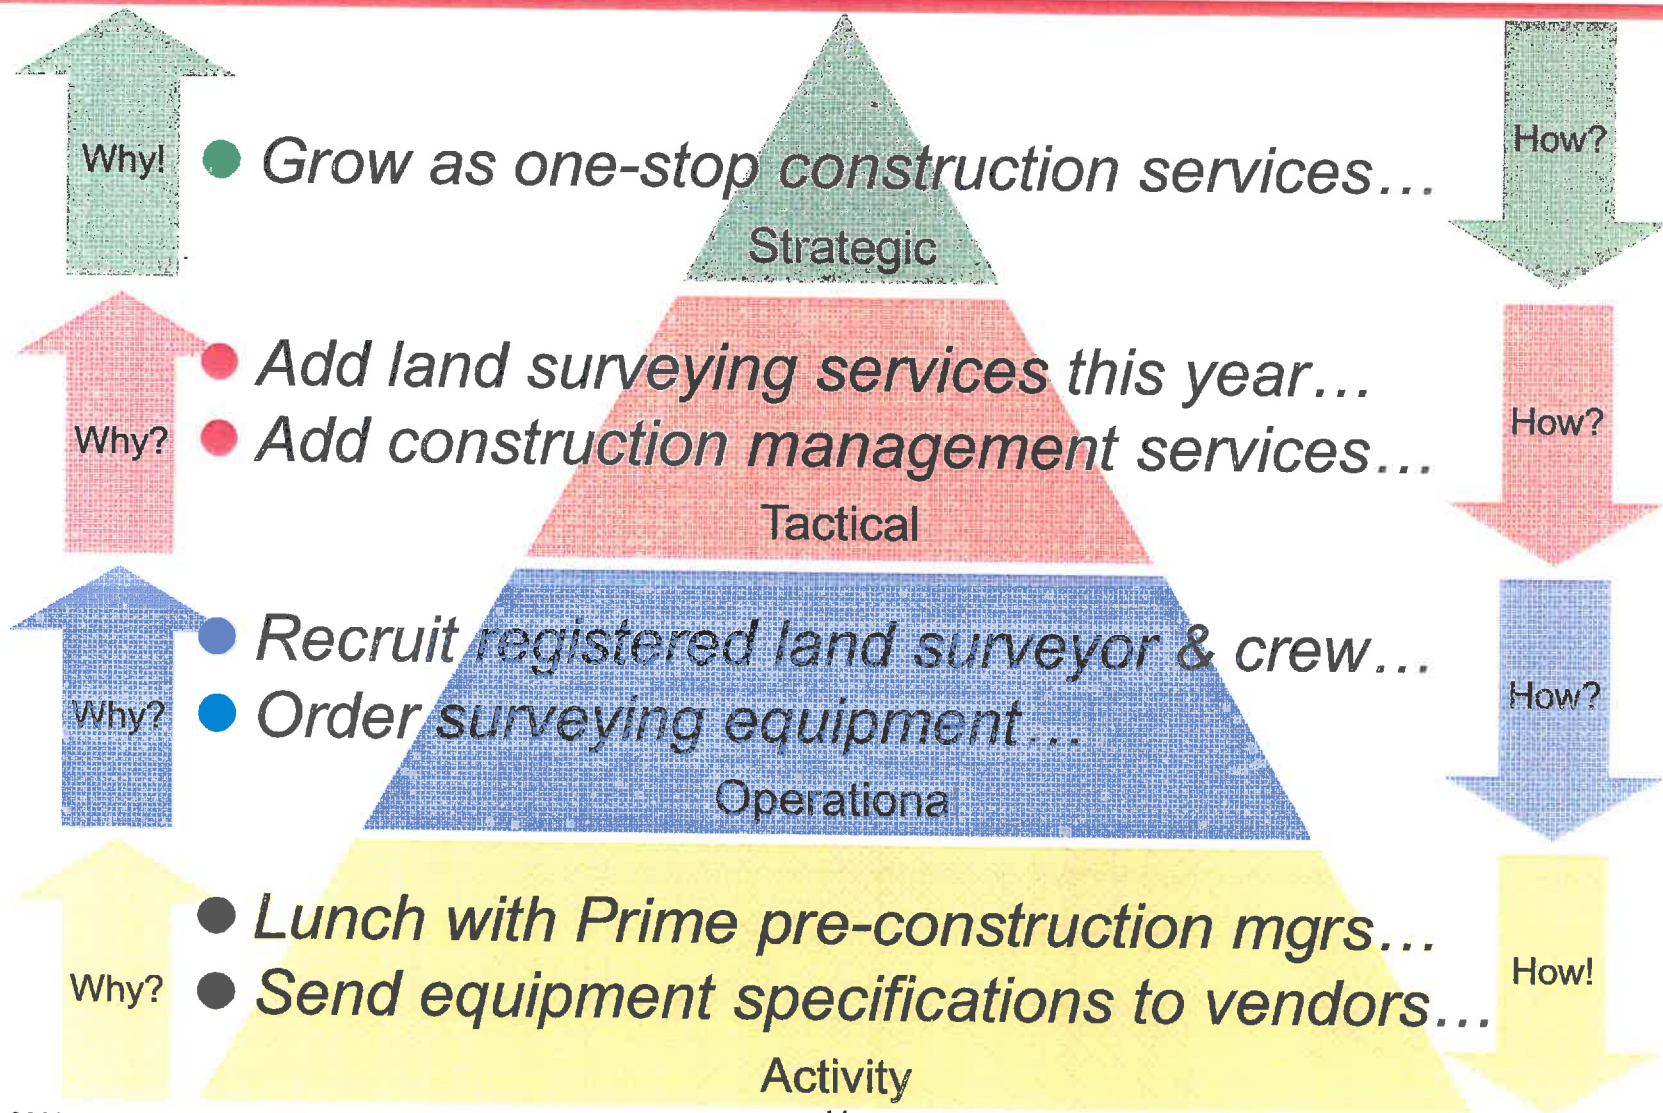 Why!
● Grow as one-stop construction services...
How?
Strategic
● Add land surveying services this year...
Why?
● Add construction management services...
How?
Tactical
● Recruit registered land surveyor & crew...
Why?
● Order surveying equipment...
How?
Operationa
● Lunch with Prime pre-construction mgrs...
Why?
● Send equipment specifications to vendors...
How!
Activity